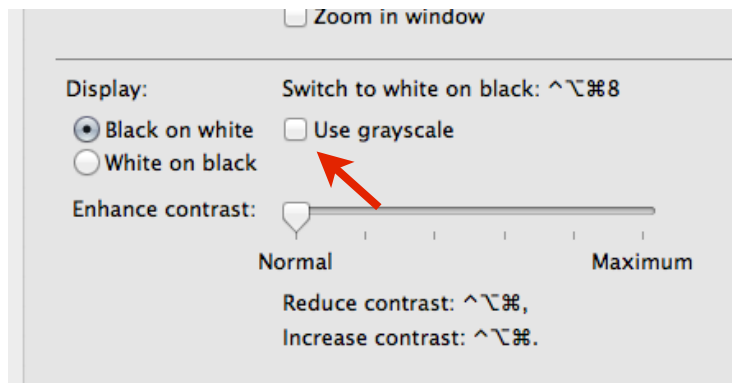 Zoom in window
Display: Switch to white on black: ^⌥⌘8
Black on white Use grayscale
White on black
Enhance contrast:
Normal Maximum
Reduce contrast: ^⌥⌘,
Increase contrast: ^⌥⌘.